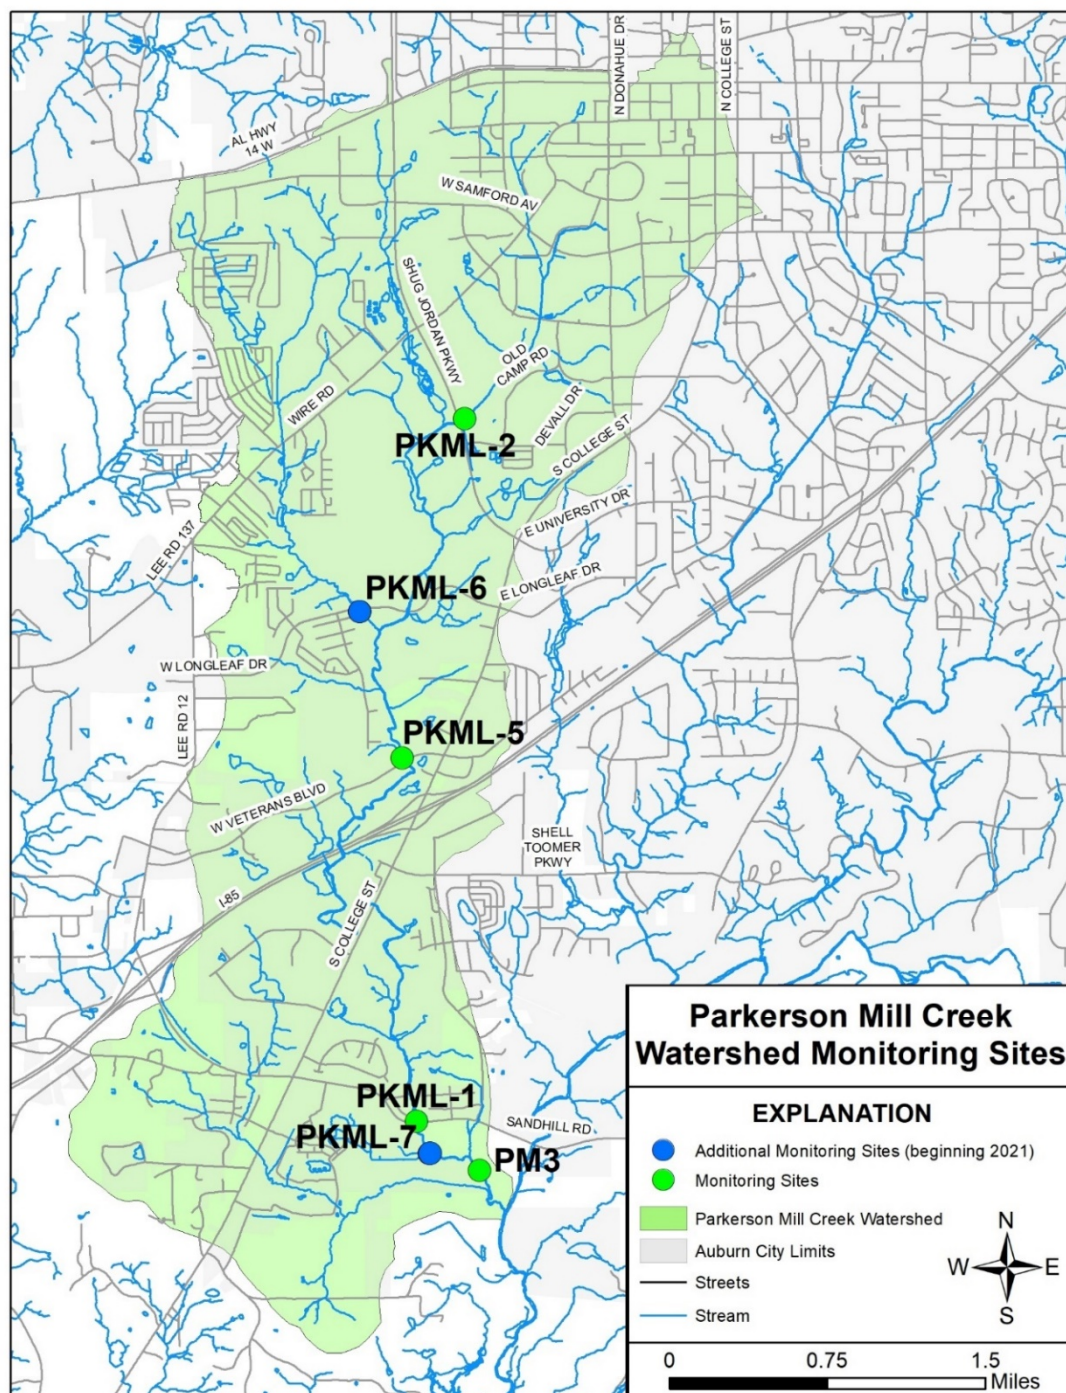 N DONAHUE DR
N COLLEGE ST
AL HWY
14 W
W SAMFORD AV
SHUG JORDAN PKWY
OLD
CAMP RD
WIRE RD
DEVALL DR
PKML-2
S COLLEGE ST
E UNIVERSITY DR
LEE RD 137
PKML-6
E LONGLEAF DR
W LONGLEAF DR
LEE RD 12
PKML-5
W VETERANS BLVD
SHELL
TOOMER
PKWY
I-85
S COLLEGE ST
PKML-1
SANDHILL RD
PKML-7
PM3
Parkerson Mill Creek
Watershed Monitoring Sites
EXPLANATION
Additional Monitoring Sites (beginning 2021)
Monitoring Sites
Parkerson Mill Creek Watershed
Auburn City Limits
Streets
Stream
N
W
E
S
0 0.75 1.5
Miles